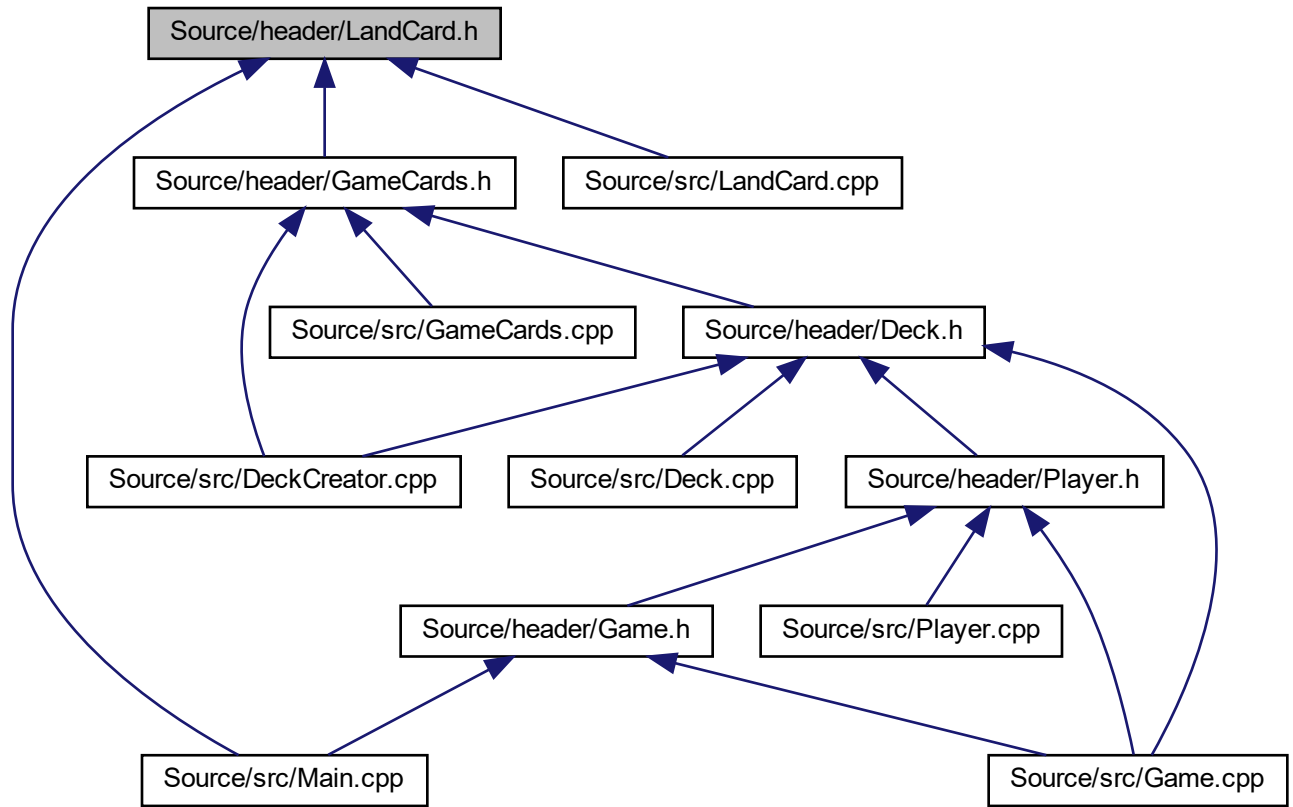 Source/header/LandCard.h
Source/header/GameCards.h
Source/src/LandCard.cpp
Source/src/GameCards.cpp
Source/header/Deck.h
Source/src/DeckCreator.cpp
Source/src/Deck.cpp
Source/header/Player.h
Source/header/Game.h
Source/src/Player.cpp
Source/src/Main.cpp
Source/src/Game.cpp